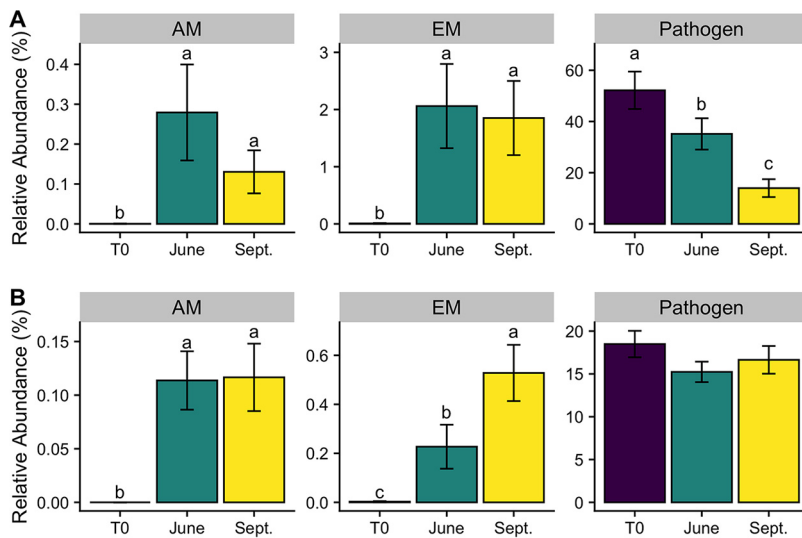 A
AM
EM
Pathogen
Relative Abundance (%)
0.4
0.3
0.2
0.1
0.0
b
a
a
T0
June
Sept.
3
2
1
0
b
a
a
T0
June
Sept.
60
40
20
0
a
b
c
T0
June
Sept.
B
AM
EM
Pathogen
Relative Abundance (%)
0.15
0.10
0.05
0.00
b
a
a
T0
June
Sept.
0.6
0.4
0.2
0.0
c
b
a
T0
June
Sept.
20
15
10
5
0
T0
June
Sept.